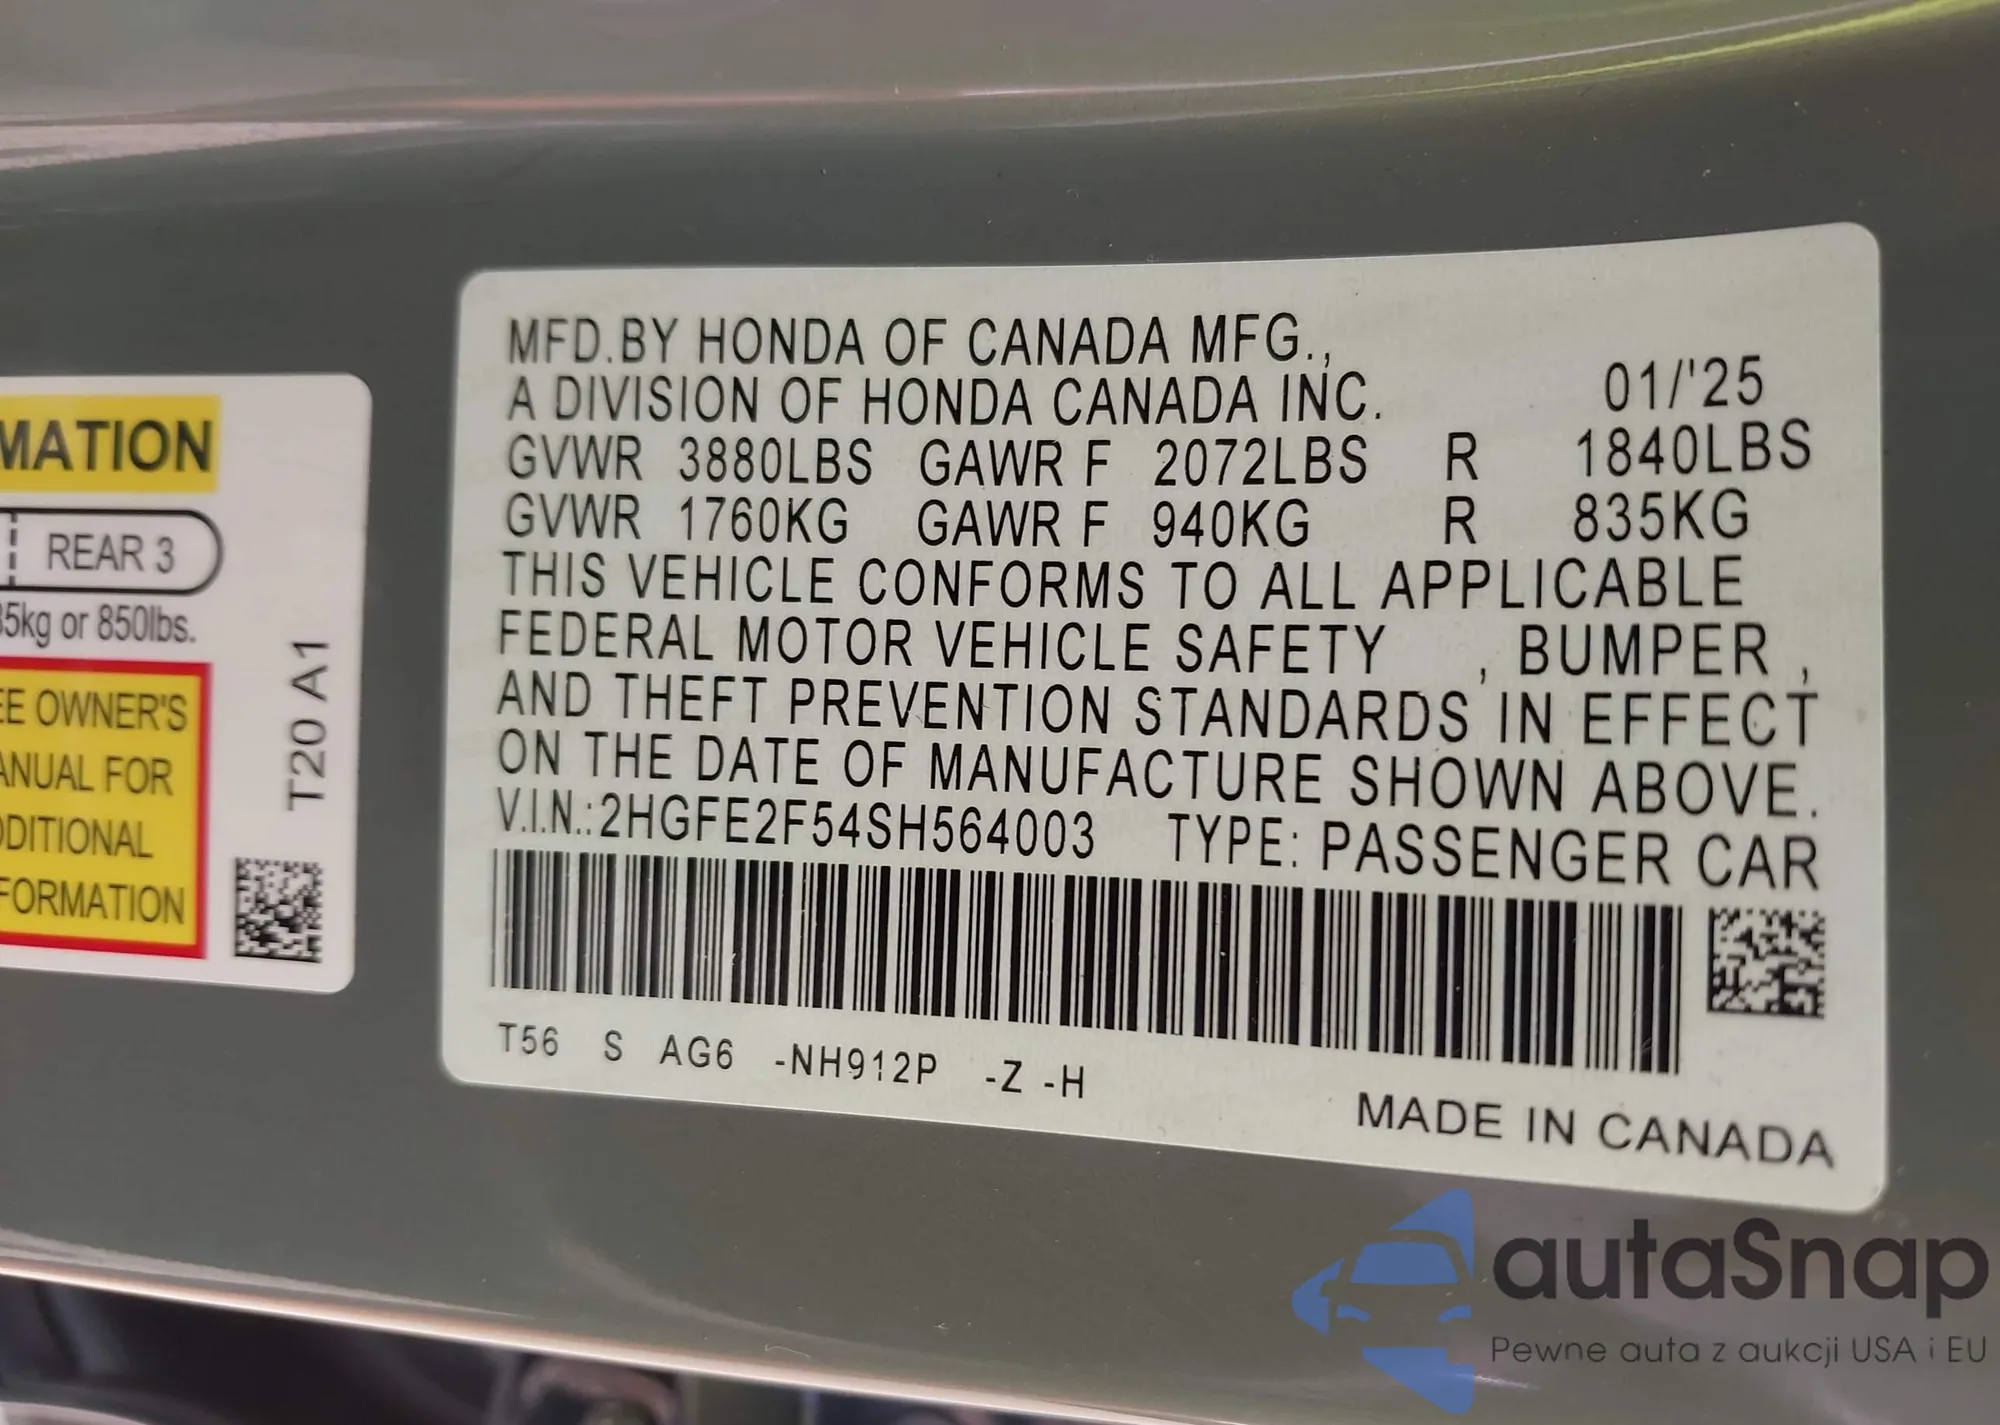 MATION
REAR 3
35kg or 850lbs.
EE OWNER'S
ANUAL FOR
DDITIONAL
FORMATION
T20 A1
MFD.BY HONDA OF CANADA MFG.,
A DIVISION OF HONDA CANADA INC. 01/'25
GVWR 3880LBS GAWR F 2072LBS R 1840LBS
GVWR 1760KG GAWR F 940KG R 835KG
THIS VEHICLE CONFORMS TO ALL APPLICABLE
FEDERAL MOTOR VEHICLE SAFETY , BUMPER ,
AND THEFT PREVENTION STANDARDS IN EFFECT
ON THE DATE OF MANUFACTURE SHOWN ABOVE.
V.I.N.:2HGFE2F54SH564003 TYPE: PASSENGER CAR
T56 S AG6 -NH912P -Z -H
MADE IN CANADA
autaSnap
Pewne auta z aukcji USA i EU